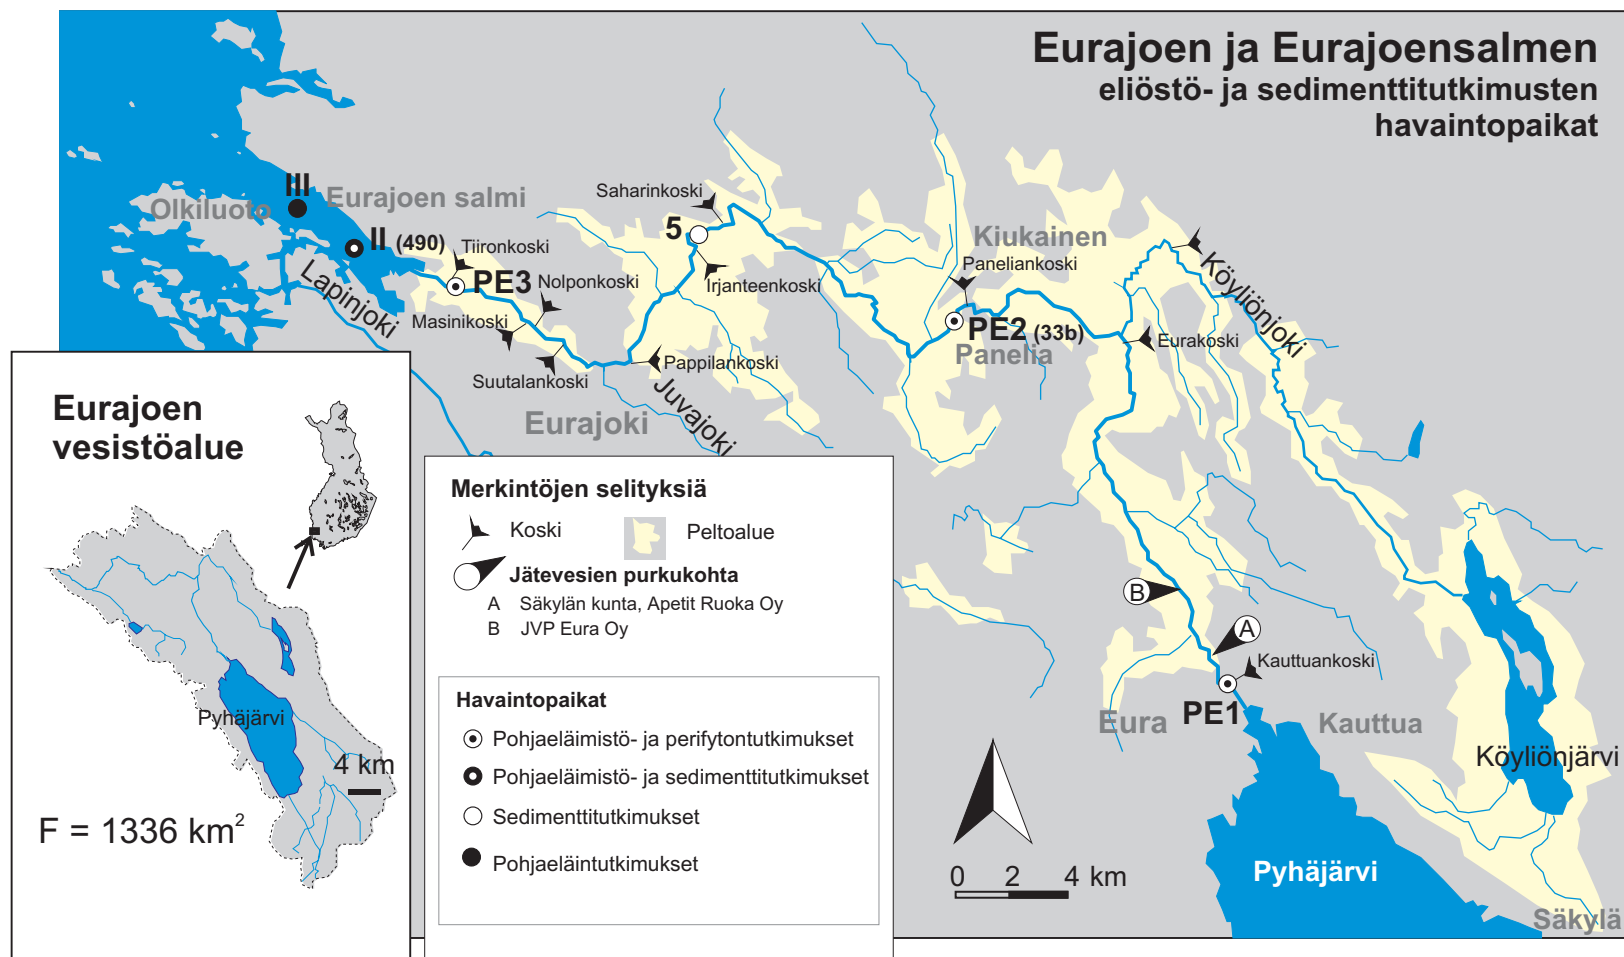 Eurajoen ja Eurajoensalmen
eliöstö- ja sedimenttitutkimusten
havaintopaikat
III
Eurajoen salmi
Olkiluoto
II (490)
Tiironkoski
PE3
Nolponkoski
Masinikoski
Suutalankoski
Lapinjoki
Saharinkoski
5
Irjanteenkoski
Pappilankoski
Juvajoki
Eurajoki
Kiukainen
Paneliankoski
PE2 (33b)
Panelia
Köyliönjoki
Eurakoski
B
A
Kauttuankoski
PE1
Eura
Kauttua
Köyliönjärvi
Pyhäjärvi
Säkylä
0 2 4 km
Eurajoen
vesistöalue
Pyhäjärvi
4 km
F = 1336 km²
Merkintöjen selityksiä
Koski
Peltoalue
Jätevesien purkukohta
A Säkylän kunta, Apetit Ruoka Oy
B JVP Eura Oy
Havaintopaikat
Pohjaeläimistö- ja perifytontutkimukset
Pohjaeläimistö- ja sedimenttitutkimukset
Sedimenttitutkimukset
Pohjaeläintutkimukset